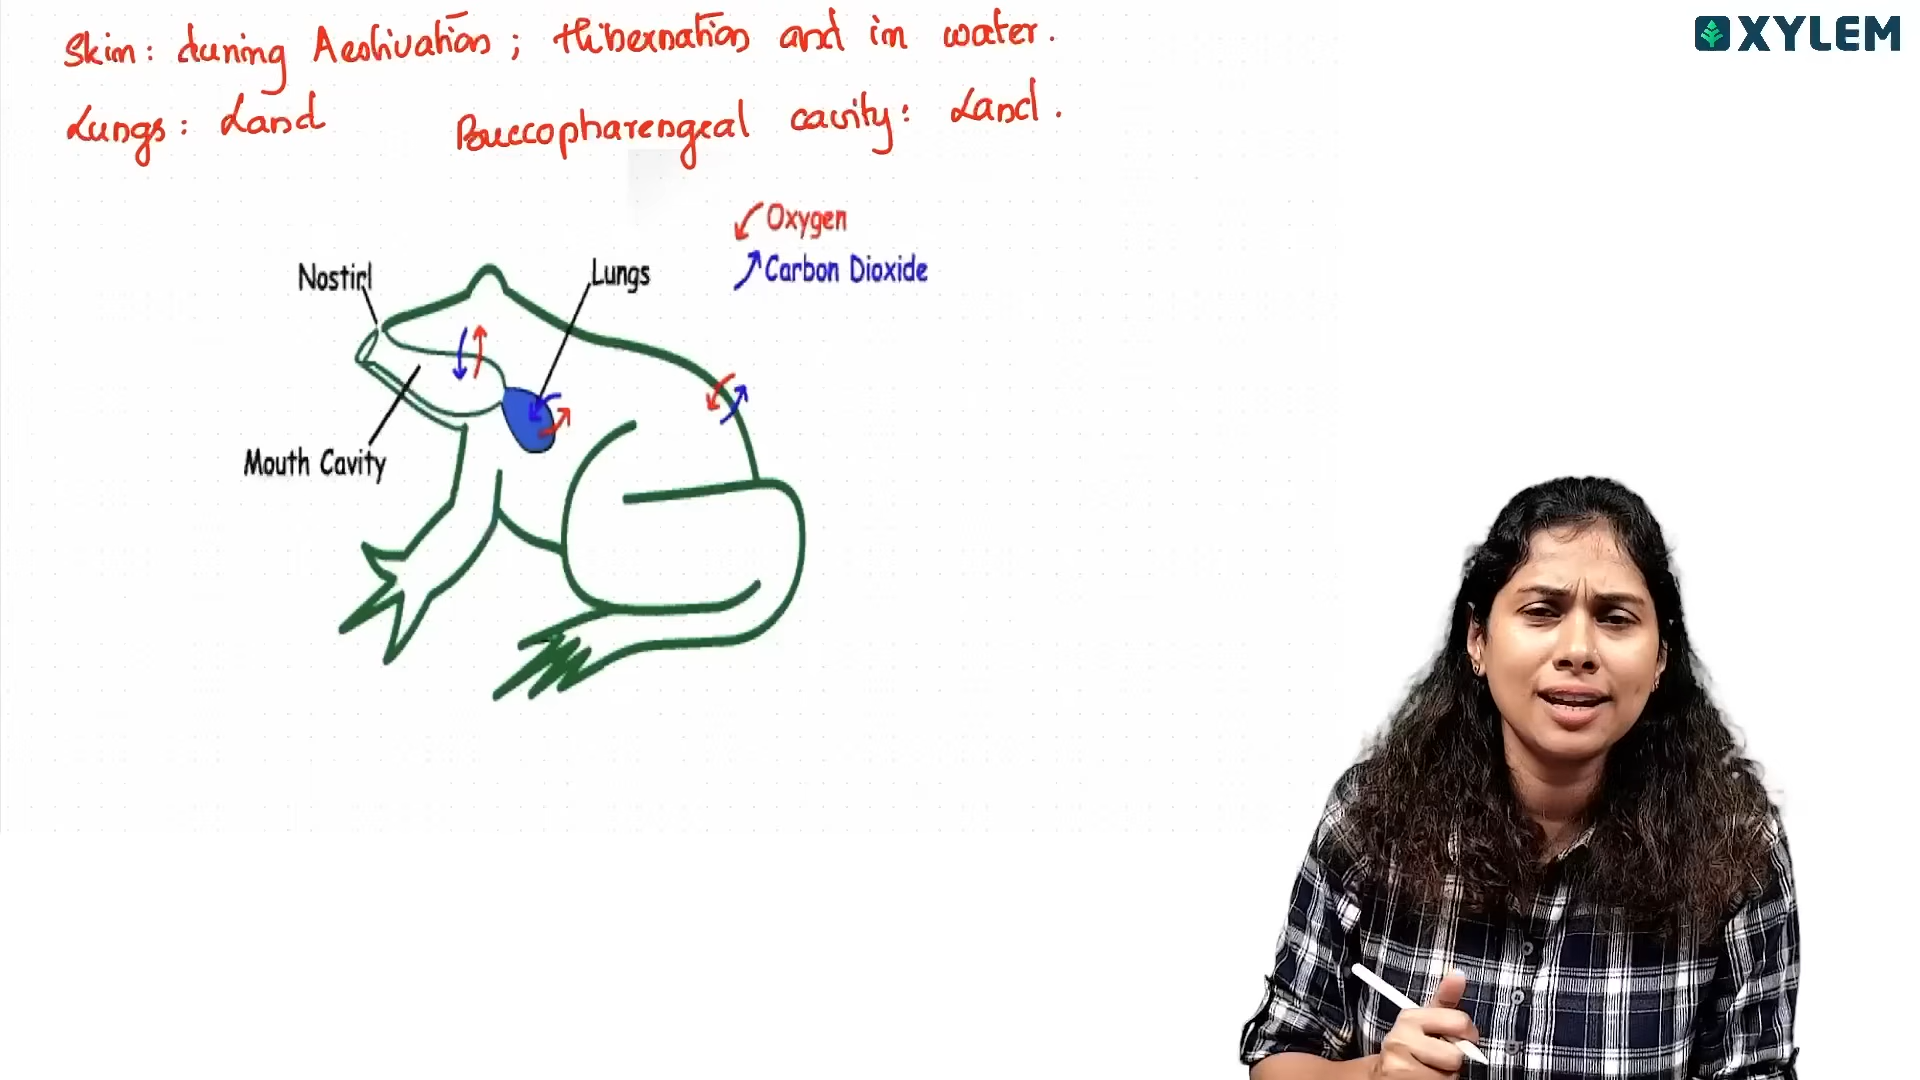 Skin: during Aestivation; Hibernation and in water.
XYLEM
Lungs: Land Buccopharengeal cavity: Land.
Oxygen
Carbon Dioxide
Nostirl
Lungs
Mouth Cavity